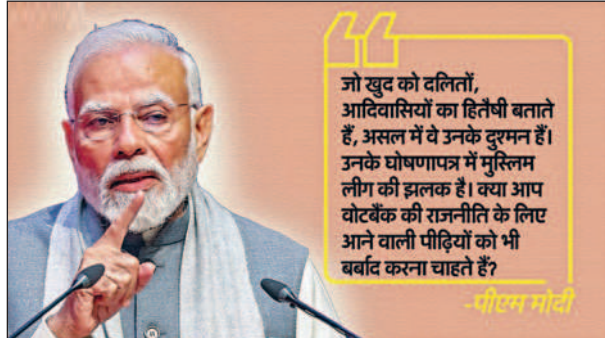 जो खुद को दलितों,
आदिवासियों का हितैषी बताते
हैं, असल में वे उनके दुश्मन हैं।
उनके घोषणापत्र में मुस्लिम
लीग की झलक है। क्या आप
वोटबैंक की राजनीति के लिए
आने वाली पीढ़ियों को भी
बर्बाद करना चाहते हैं?
-पीएम मोदी